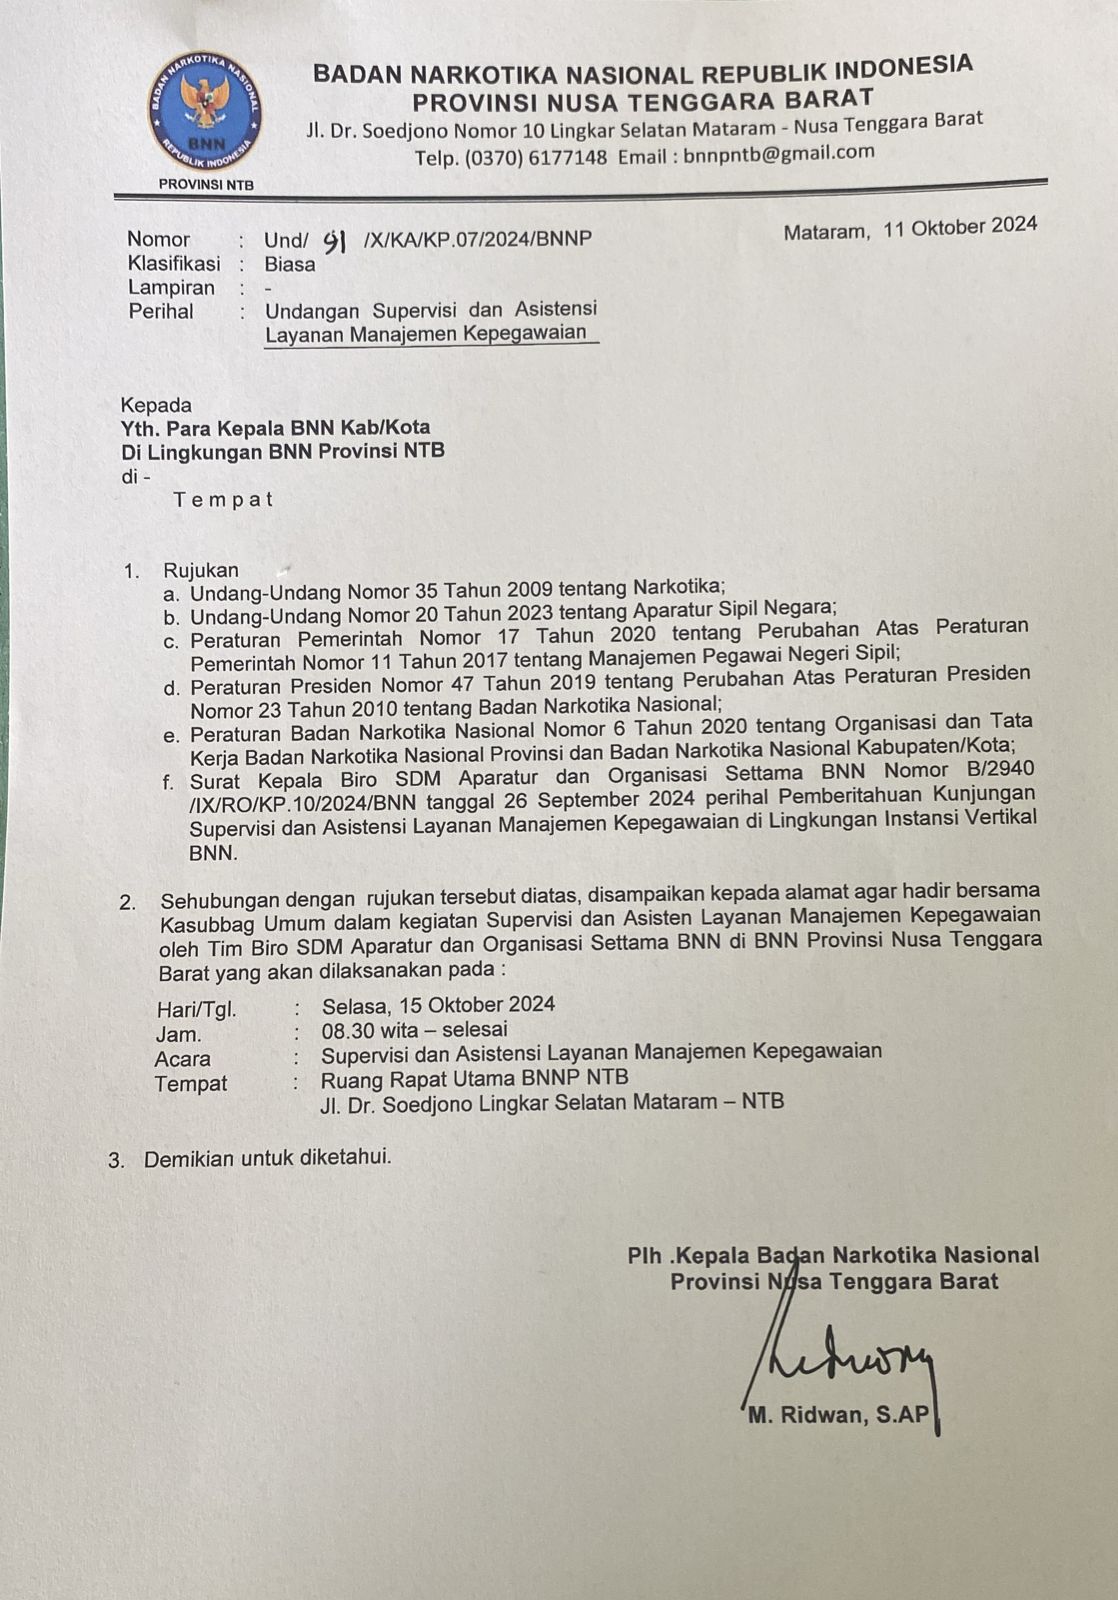 BADAN NARKOTIKA NASIONAL
BNN
REPUBLIK INDONESIA
PROVINSI NTB
BADAN NARKOTIKA NASIONAL REPUBLIK INDONESIA
PROVINSI NUSA TENGGARA BARAT
Jl. Dr. Soedjono Nomor 10 Lingkar Selatan Mataram - Nusa Tenggara Barat
Telp. (0370) 6177148 Email : bnnpntb@gmail.com
Nomor : Und/ 91 /X/KA/KP.07/2024/BNNP
Mataram, 11 Oktober 2024
Klasifikasi : Biasa
Lampiran : -
Perihal : Undangan Supervisi dan Asistensi
Layanan Manajemen Kepegawaian
Kepada
Yth. Para Kepala BNN Kab/Kota
Di Lingkungan BNN Provinsi NTB
di -
T e m p a t
1. Rujukan
a. Undang-Undang Nomor 35 Tahun 2009 tentang Narkotika;
b. Undang-Undang Nomor 20 Tahun 2023 tentang Aparatur Sipil Negara;
c. Peraturan Pemerintah Nomor 17 Tahun 2020 tentang Perubahan Atas Peraturan
Pemerintah Nomor 11 Tahun 2017 tentang Manajemen Pegawai Negeri Sipil;
d. Peraturan Presiden Nomor 47 Tahun 2019 tentang Perubahan Atas Peraturan Presiden
Nomor 23 Tahun 2010 tentang Badan Narkotika Nasional;
e. Peraturan Badan Narkotika Nasional Nomor 6 Tahun 2020 tentang Organisasi dan Tata
Kerja Badan Narkotika Nasional Provinsi dan Badan Narkotika Nasional Kabupaten/Kota;
f. Surat Kepala Biro SDM Aparatur dan Organisasi Settama BNN Nomor B/2940
/IX/RO/KP.10/2024/BNN tanggal 26 September 2024 perihal Pemberitahuan Kunjungan
Supervisi dan Asistensi Layanan Manajemen Kepegawaian di Lingkungan Instansi Vertikal
BNN.
2. Sehubungan dengan rujukan tersebut diatas, disampaikan kepada alamat agar hadir bersama
Kasubbag Umum dalam kegiatan Supervisi dan Asisten Layanan Manajemen Kepegawaian
oleh Tim Biro SDM Aparatur dan Organisasi Settama BNN di BNN Provinsi Nusa Tenggara
Barat yang akan dilaksanakan pada :
Hari/Tgl. : Selasa, 15 Oktober 2024
Jam. : 08.30 wita – selesai
Acara : Supervisi dan Asistensi Layanan Manajemen Kepegawaian
Tempat : Ruang Rapat Utama BNNP NTB
Jl. Dr. Soedjono Lingkar Selatan Mataram – NTB
3. Demikian untuk diketahui.
Plh .Kepala Badan Narkotika Nasional
Provinsi Nusa Tenggara Barat
M. Ridwan, S.AP